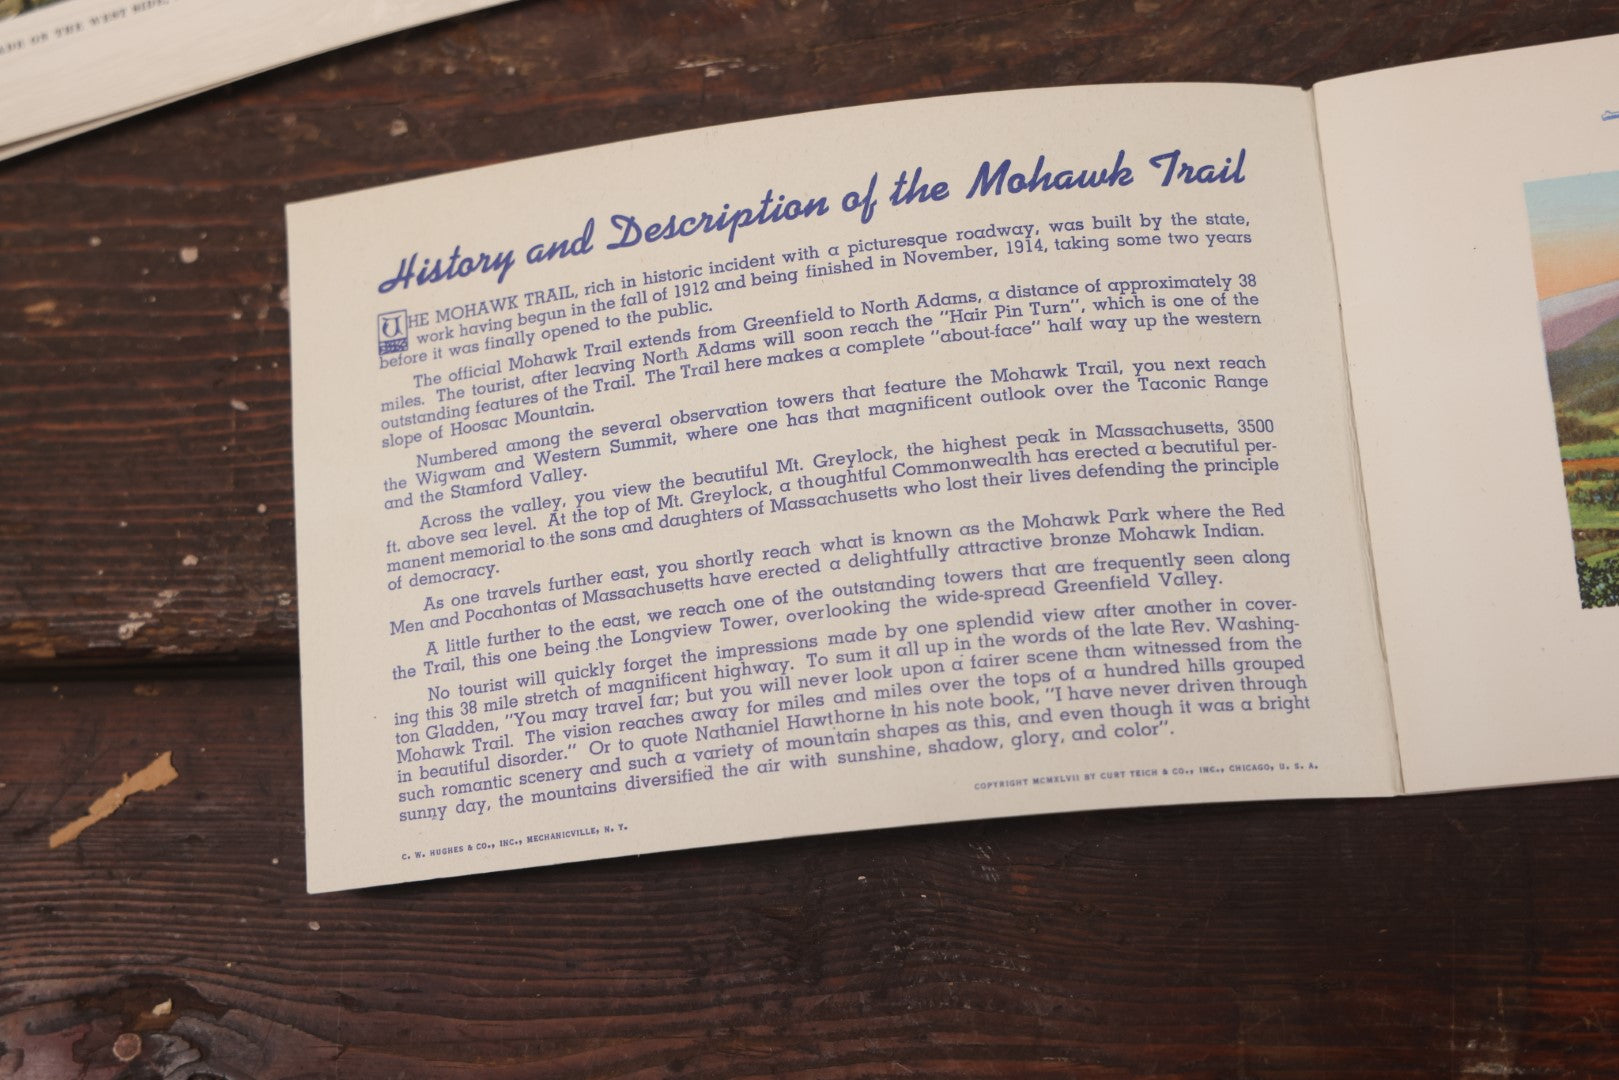 ADE OF THE WEST SIDE,
History and Description of the Mohawk Trail
THE MOHAWK TRAIL, rich in historic incident with a picturesque roadway, was built by the state,
work having begun in the fall of 1912 and being finished in November, 1914, taking some two years
before it was finally opened to the public.
The official Mohawk Trail extends from Greenfield to North Adams, a distance of approximately 38
miles. The tourist, after leaving North Adams will soon reach the "Hair Pin Turn", which is one of the
outstanding features of the Trail. The Trail here makes a complete "about-face" half way up the western
slope of Hoosac Mountain.
Numbered among the several observation towers that feature the Mohawk Trail, you next reach
the Wigwam and Western Summit, where one has that magnificent outlook over the Taconic Range
and the Stamford Valley.
Across the valley, you view the beautiful Mt. Greylock, the highest peak in Massachusetts, 3500
ft. above sea level. At the top of Mt. Greylock, a thoughtful Commonwealth has erected a beautiful per-
manent memorial to the sons and daughters of Massachusetts who lost their lives defending the principle
of democracy.
As one travels further east, you shortly reach what is known as the Mohawk Park where the Red
Men and Pocahontas of Massachusetts have erected a delightfully attractive bronze Mohawk Indian.
A little further to the east, we reach one of the outstanding towers that are frequently seen along
the Trail, this one being the Longview Tower, overlooking the wide-spread Greenfield Valley.
No tourist will quickly forget the impressions made by one splendid view after another in cover-
ing this 38 mile stretch of magnificent highway. To sum it all up in the words of the late Rev. Washing-
ton Gladden, "You may travel far; but you will never look upon a fairer scene than witnessed from the
Mohawk Trail. The vision reaches away for miles and miles over the tops of a hundred hills grouped
in beautiful disorder." Or to quote Nathaniel Hawthorne in his note book, "I have never driven through
such romantic scenery and such a variety of mountain shapes as this, and even though it was a bright
sunny day, the mountains diversified the air with sunshine, shadow, glory, and color".
COPYRIGHT MCMXLVII BY CURT TEICH & CO., INC., CHICAGO, U. S. A.
C. W. HUGHES & CO., INC., MECHANICVILLE, N. Y.